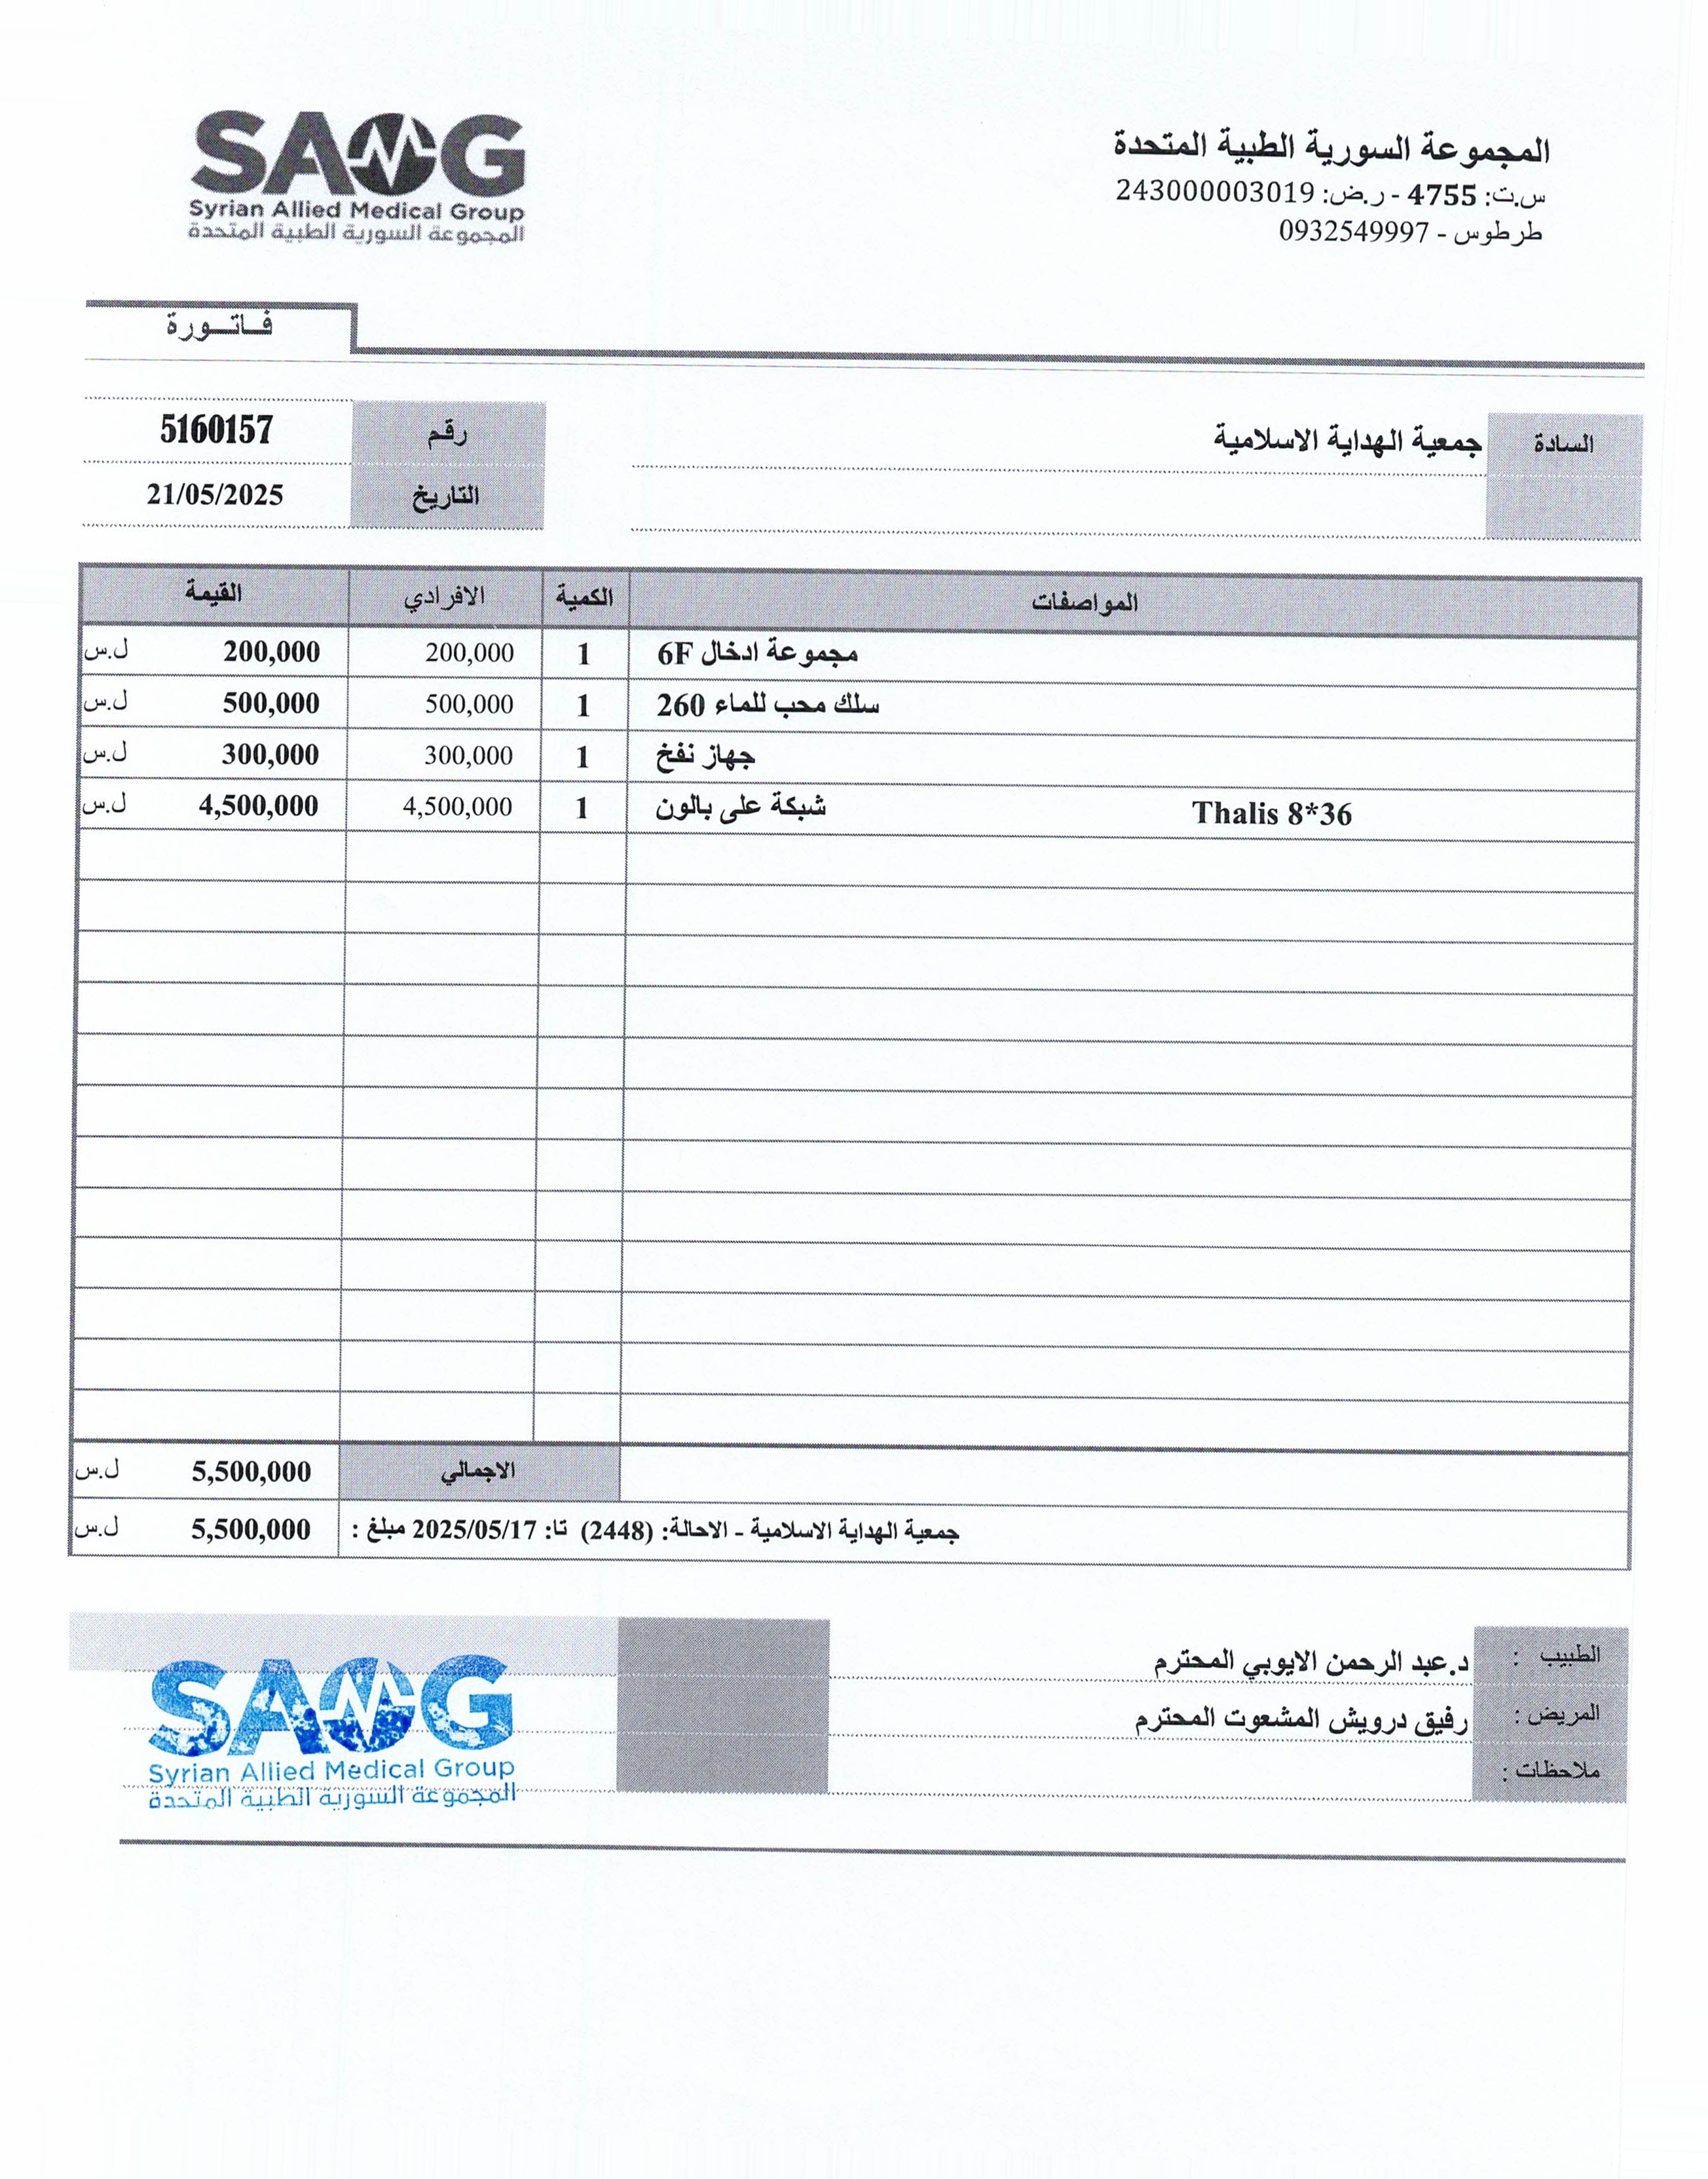 SAMG
Syrian Allied Medical Group
المجموعة السورية الطبية المتحدة
المجموعة السورية الطبية المتحدة
س.ت: 4755 - ر.ض: 243000003019
طرطوس - 0932549997
فـاتـورة
السادة جمعية الهداية الاسلامية
رقم 5160157
التاريخ 21/05/2025
المواصفات الكمية الافرادي القيمة
مجموعة ادخال 6F 1 200,000 200,000 ل.س
سلك محب للماء 260 1 500,000 500,000 ل.س
جهاز نفخ 1 300,000 300,000 ل.س
شبكة على بالون Thalis 8*36 1 4,500,000 4,500,000 ل.س
الاجمالي 5,500,000 ل.س
جمعية الهداية الاسلامية - الاحالة: (2448) تا: 2025/05/17 مبلغ : 5,500,000 ل.س
الطبيب : د.عبد الرحمن الايوبي المحترم
المريض : رفيق درويش المشعوت المحترم
ملاحظات :
SAMG
Syrian Allied Medical Group
المجموعة السورية الطبية المتحدة